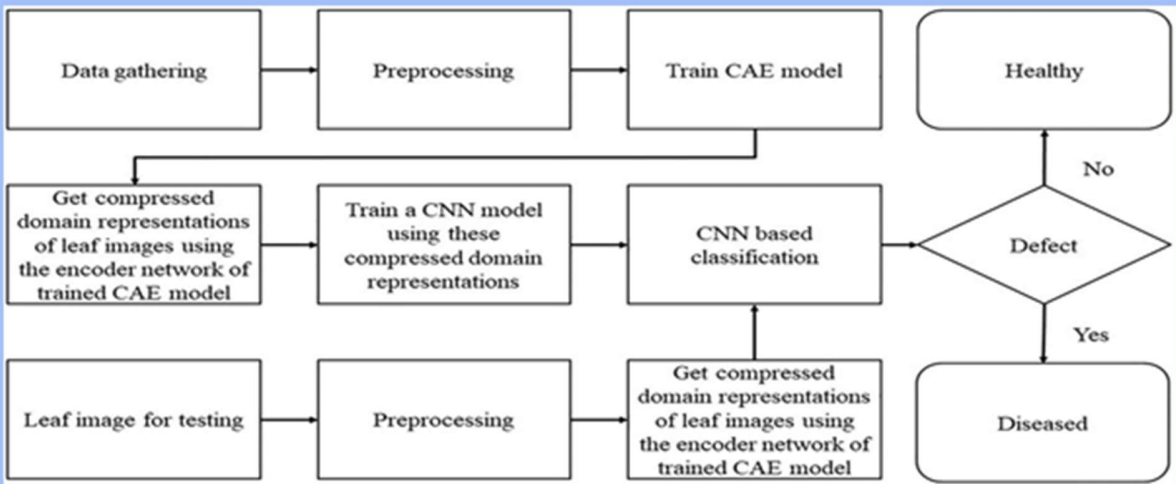 Data gathering
Preprocessing
Train CAE model
Healthy
No
Get compressed
domain representations
of leaf images using
the encoder network of
trained CAE model
Train a CNN model
using these
compressed domain
representations
CNN based
classification
Defect
Yes
Leaf image for testing
Preprocessing
Get compressed
domain representations
of leaf images using
the encoder network of
trained CAE model
Diseased